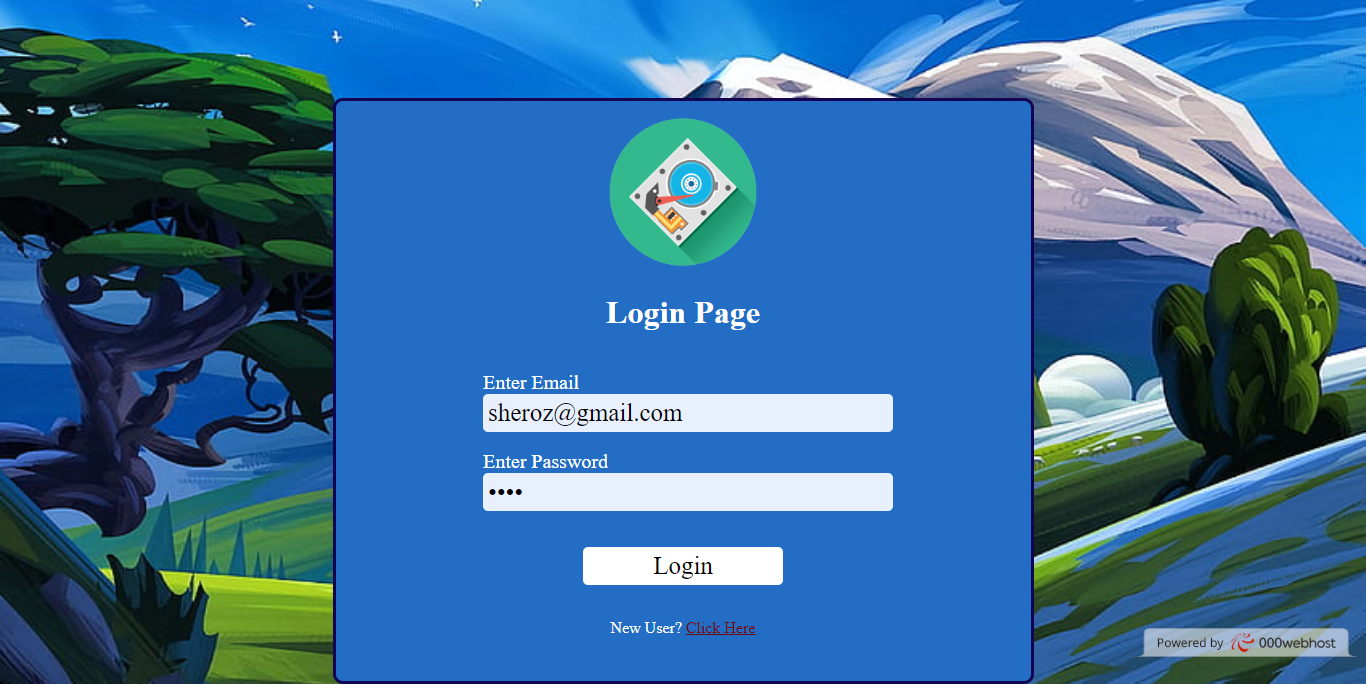 Login Page
Enter Email
sheroz@gmail.com
Enter Password
••••
Login
New User? Click Here
Powered by 000webhost